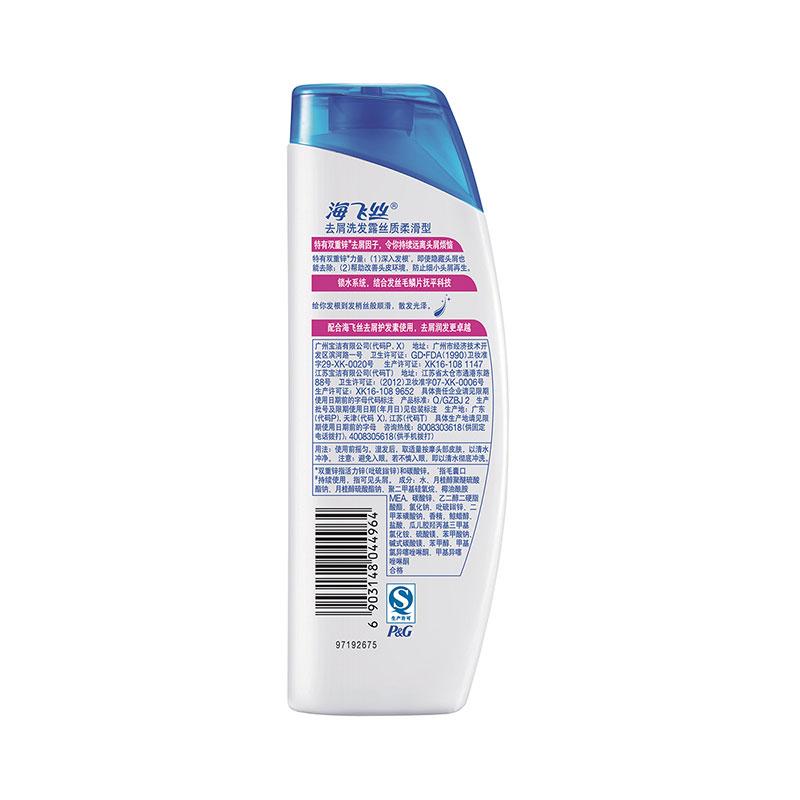 海飞丝®
去屑洗发露丝质柔滑型
特有双重锌*去屑因子，令你持续远离头屑烦恼
特有双重锌*力量：(1)深入发根^，即使隐藏头屑也
能去除；(2)帮助改善头皮环境，防止细小头屑再生。
锁水系统，结合发丝毛鳞片抚平科技
给你发根到发梢丝般顺滑，散发光泽。
配合海飞丝去屑护发素使用，去屑润发更卓越
广州宝洁有限公司(代码P. X) 地址：广州市经济技术开
发区滨河路一号 卫生许可证：GD·FDA(1990)卫妆准
字29-XK-0020号 生产许可证：XK16-108 1147
江苏宝洁有限公司(代码T) 地址：江苏省太仓市通港东路
88号 卫生许可证：(2012)卫妆准字07-XK-0006号
生产许可证：XK16-108 9652 具体责任企业请见限期
使用日期前的字母代码标注 产品标准：Q/GZBJ 2 生产
批号及限期使用日期(年月日)见包装标注 生产地：广东
(代码P), 天津(代码 X), 江苏(代码T) 具体生产地请见限
期使用日期前的字母 咨询热线：8008303618(供固定
电话拨打); 4008305618(供手机拨打)
用法：使用前摇匀，湿发后，取适量按摩头部皮肤，以清水
冲净。 注意：避免入眼，若不慎入眼，即以清水彻底冲洗。
*双重锌指活力锌(吡硫鎓锌)和碳酸锌。 ^指毛囊口
#持续使用，指可见头屑。 成分：水、月桂醇聚醚硫酸
酯钠、月桂醇硫酸酯钠、聚二甲基硅氧烷、椰油酰胺
MEA、碳酸锌、乙二醇二硬脂
酸酯、氯化钠、吡硫鎓锌、二
甲苯磺酸钠、香精、鲸蜡醇、
盐酸、瓜儿胶羟丙基三甲基
氯化铵、硫酸镁、苯甲酸钠、
碱式碳酸镁、苯甲醇、甲基
氯异噻唑啉酮、甲基异噻
唑啉酮
合格
6 903148 044964
生产许可
P&G
97192675